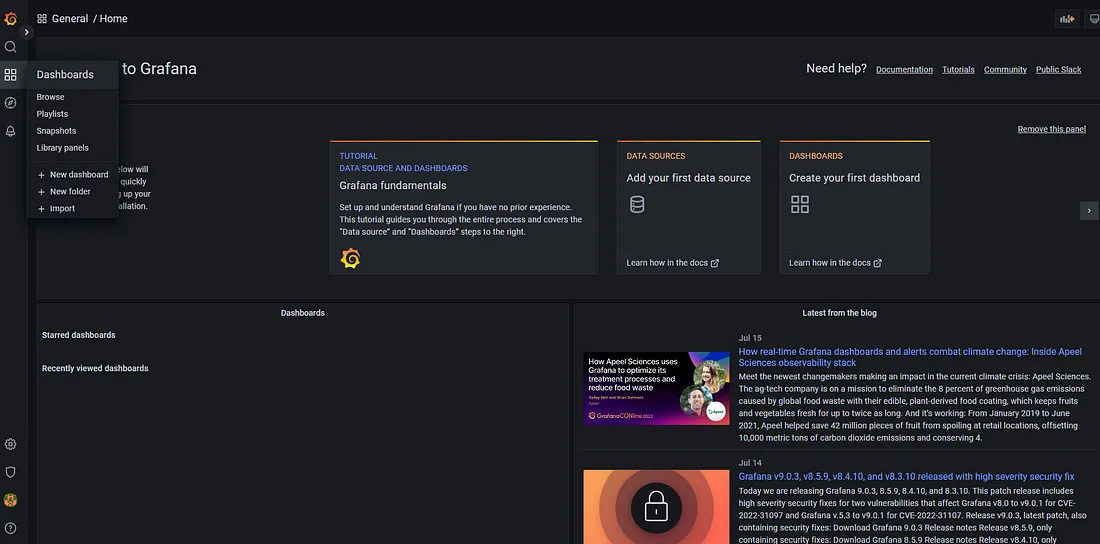 General / Home
Dashboards
Browse
Playlists
Snapshots
Library panels
+ New dashboard
+ New folder
+ Import
to Grafana
Need help?
Documentation
Tutorials
Community
Public Slack
Remove this panel
elow will
quickly
g up your
allation.
TUTORIAL
DATA SOURCE AND DASHBOARDS
Grafana fundamentals
Set up and understand Grafana if you have no prior experience.
This tutorial guides you through the entire process and covers the
“Data source” and “Dashboards” steps to the right.
DATA SOURCES
Add your first data source
Learn how in the docs
DASHBOARDS
Create your first dashboard
Learn how in the docs
Dashboards
Starred dashboards
Recently viewed dashboards
Latest from the blog
How Apeel Sciences uses
Grafana to optimize its
treatment processes and
reduce food waste
Apeel
GrafanaCONline 2022
Jul 15
How real-time Grafana dashboards and alerts combat climate change: Inside Apeel
Sciences observability stack
Meet the newest changemakers making an impact in the current climate crisis: Apeel Sciences.
The ag-tech company is on a mission to eliminate the 8 percent of greenhouse gas emissions
caused by global food waste with their edible, plant-derived food coating, which keeps fruits
and vegetables fresh for up to twice as long. And it's working: From January 2019 to June
2021, Apeel helped save 42 million pieces of fruit from spoiling at retail locations, offsetting
10,000 metric tons of carbon dioxide emissions and conserving 4.
Jul 14
Grafana v9.0.3, v8.5.9, v8.4.10, and v8.3.10 released with high severity security fix
Today we are releasing Grafana 9.0.3, 8.5.9, 8.4.10, and 8.3.10. This patch release includes
high severity security fixes for two vulnerabilities that affect Grafana v8.0 to v9.0.1 for CVE-
2022-31097 and Grafana v.5.3 to v9.0.1 for CVE-2022-31107. Release v9.0.3, latest patch, also
containing security fixes: Download Grafana 9.0.3 Release notes Release v8.5.9, only
containing security fixes: Download Grafana 8.5.9 Release notes Release v8.4.10, only